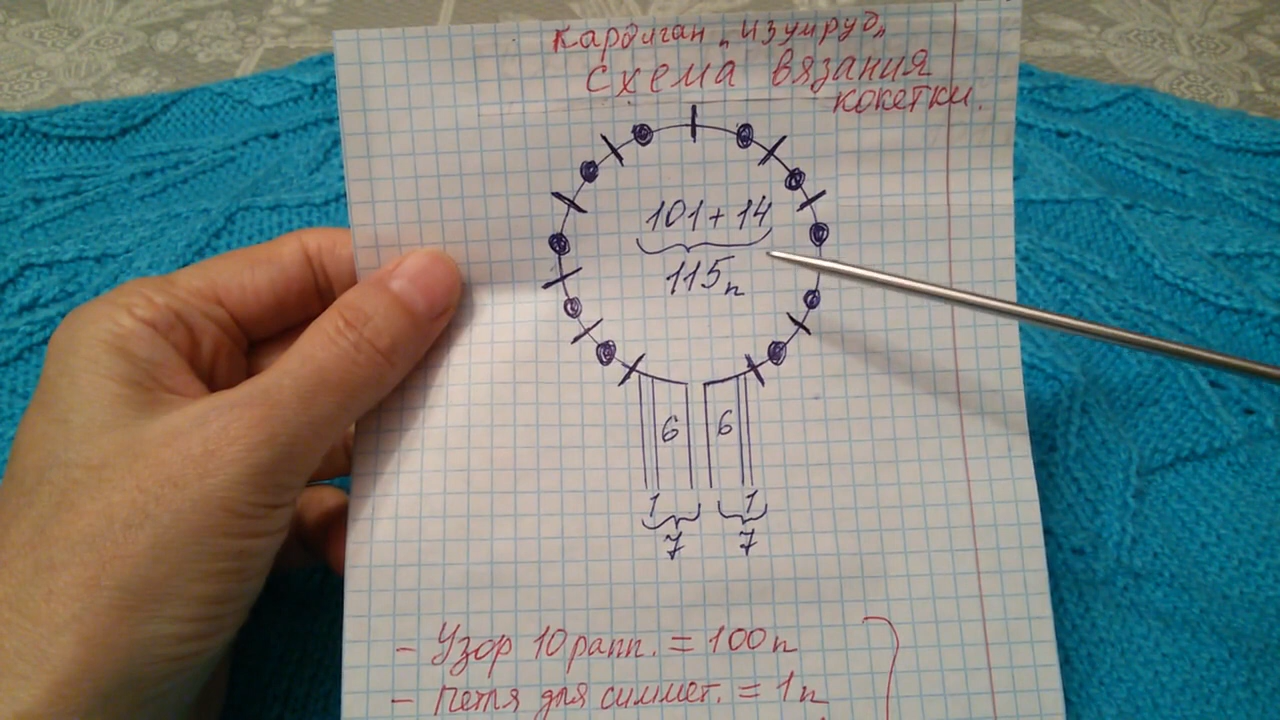 Кардиган „Изумруд"
Схема вязания
кокетки.
101 + 14
115п
6 6
1 1
7 7
- Узор 10 рапп. = 100п
- Петля для симмет. = 1п